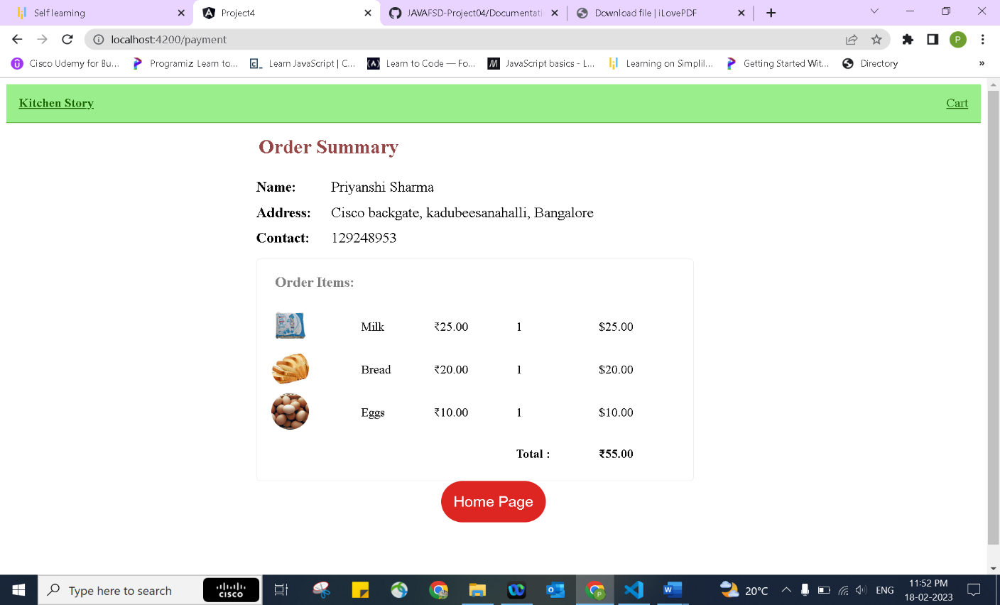 Self learning
Project4
JAVAFSD-Project04/Documentati
Download file | iLovePDF
localhost:4200/payment
P
Cisco Udemy for Bu...
Programiz: Learn to...
Learn JavaScript | C...
Learn to Code — Fo...
JavaScript basics - L...
Learning on Simplil...
Getting Started Wit...
Directory
»
Kitchen Story
Cart
Order Summary
Name: Priyanshi Sharma
Address: Cisco backgate, kadubeesanahalli, Bangalore
Contact: 129248953
Order Items:
Milk ₹25.00 1 $25.00
Bread ₹20.00 1 $20.00
Eggs ₹10.00 1 $10.00
Total : ₹55.00
Home Page
Type here to search
cisco
20°C
ENG
11:52 PM
18-02-2023